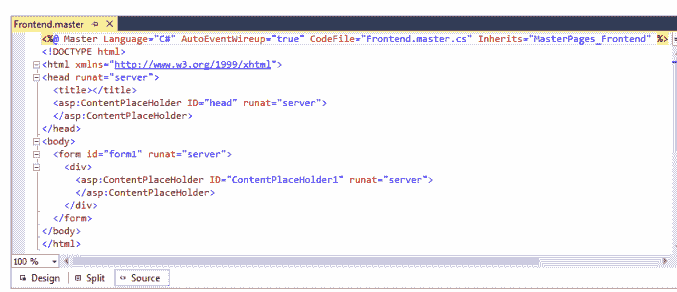 Frontend.master
<%@ Master Language="C#" AutoEventWireup="true" CodeFile="Frontend.master.cs" Inherits="MasterPages_Frontend" %>
<!DOCTYPE html>
<html xmlns="http://www.w3.org/1999/xhtml">
<head runat="server">
<title></title>
<asp:ContentPlaceHolder ID="head" runat="server">
</asp:ContentPlaceHolder>
</head>
<body>
<form id="form1" runat="server">
<div>
<asp:ContentPlaceHolder ID="ContentPlaceHolder1" runat="server">
</asp:ContentPlaceHolder>
</div>
</form>
</body>
</html>
100 %
Design Split Source